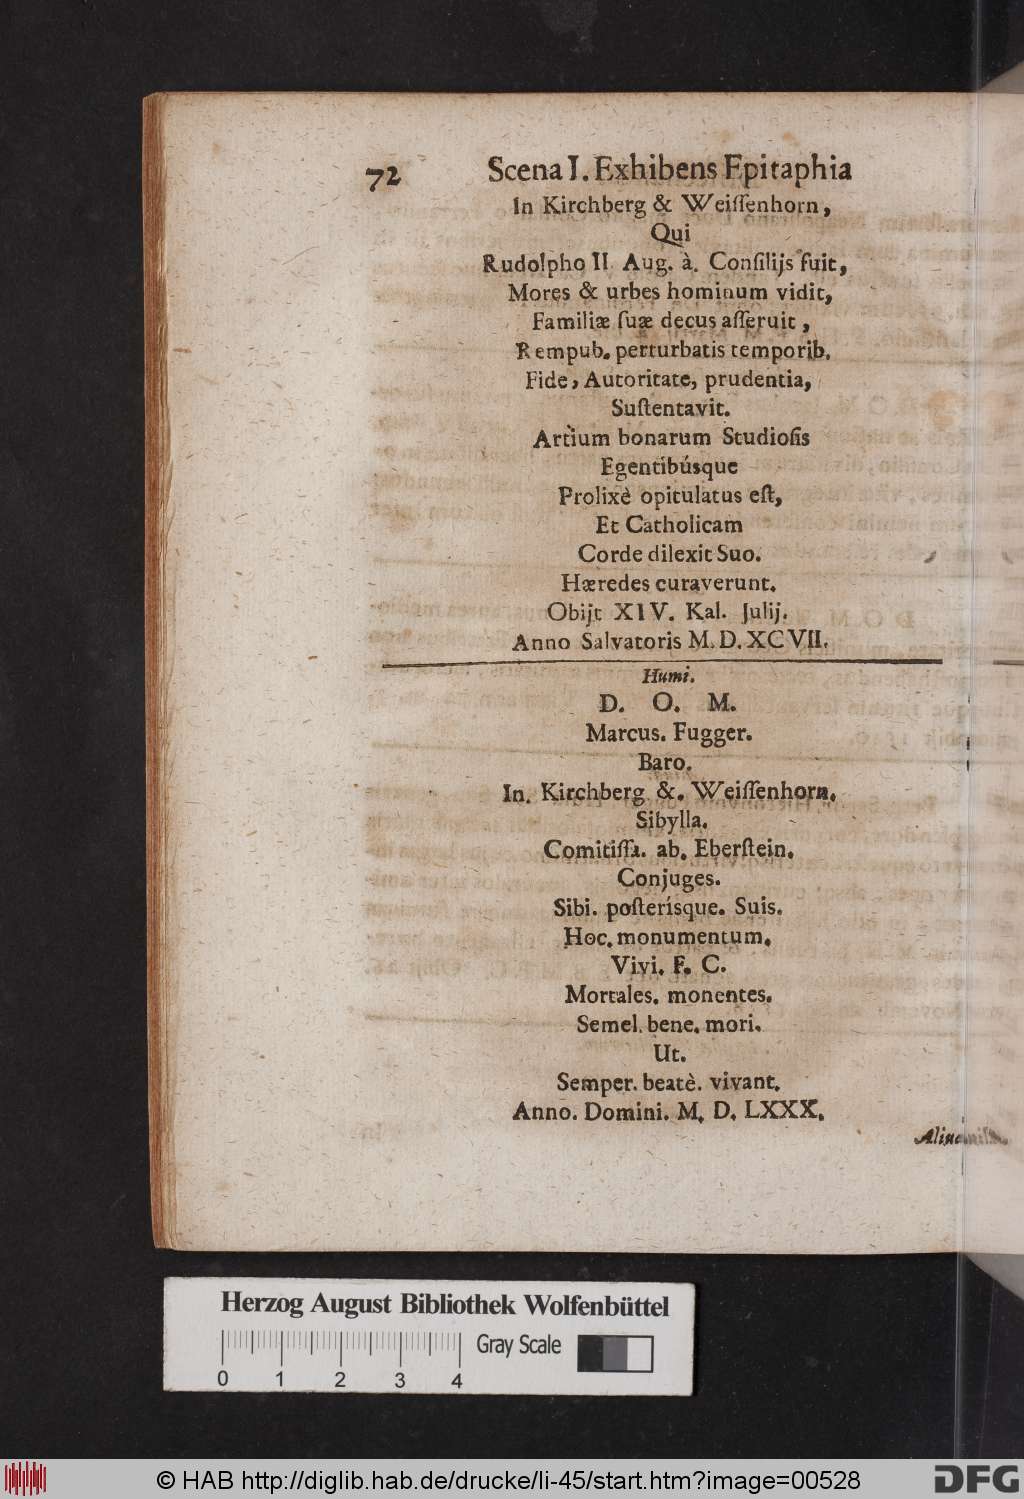 72 Scena I. Exhibens Epitaphia
In Kirchberg & Weiſſenhorn,
Qui
Rudolpho II. Aug. à. Conſilijs fuit,
Mores & urbes hominum vidit,
Familiæ ſuæ decus aſſeruit,
Rempub. perturbatis temporib.
Fide, Autoritate, prudentia,
Suſtentavit.
Artium bonarum Studioſis
Egentibúsque
Prolixè opitulatus eſt,
Et Catholicam
Corde dilexit Suo.
Hæredes curaverunt.
Obijt XIV. Kal. Julij.
Anno Salvatoris M. D. XCVII.
Humi.
D. O. M.
Marcus. Fugger.
Baro.
In. Kirchberg &. Weiſſenhorn.
Sibylla.
Comitiſſa. ab. Eberſtein.
Conjuges.
Sibi. poſterísque. Suis.
Hoc. monumentum.
Vivi. F. C.
Mortales. monentes.
Semel. bene. mori.
Ut.
Semper. beatè. vivant.
Anno. Domini. M. D. LXXX.
Herzog August Bibliothek Wolfenbüttel
Gray Scale
0 1 2 3 4
© HAB http://diglib.hab.de/drucke/li-45/start.htm?image=00528
DFG